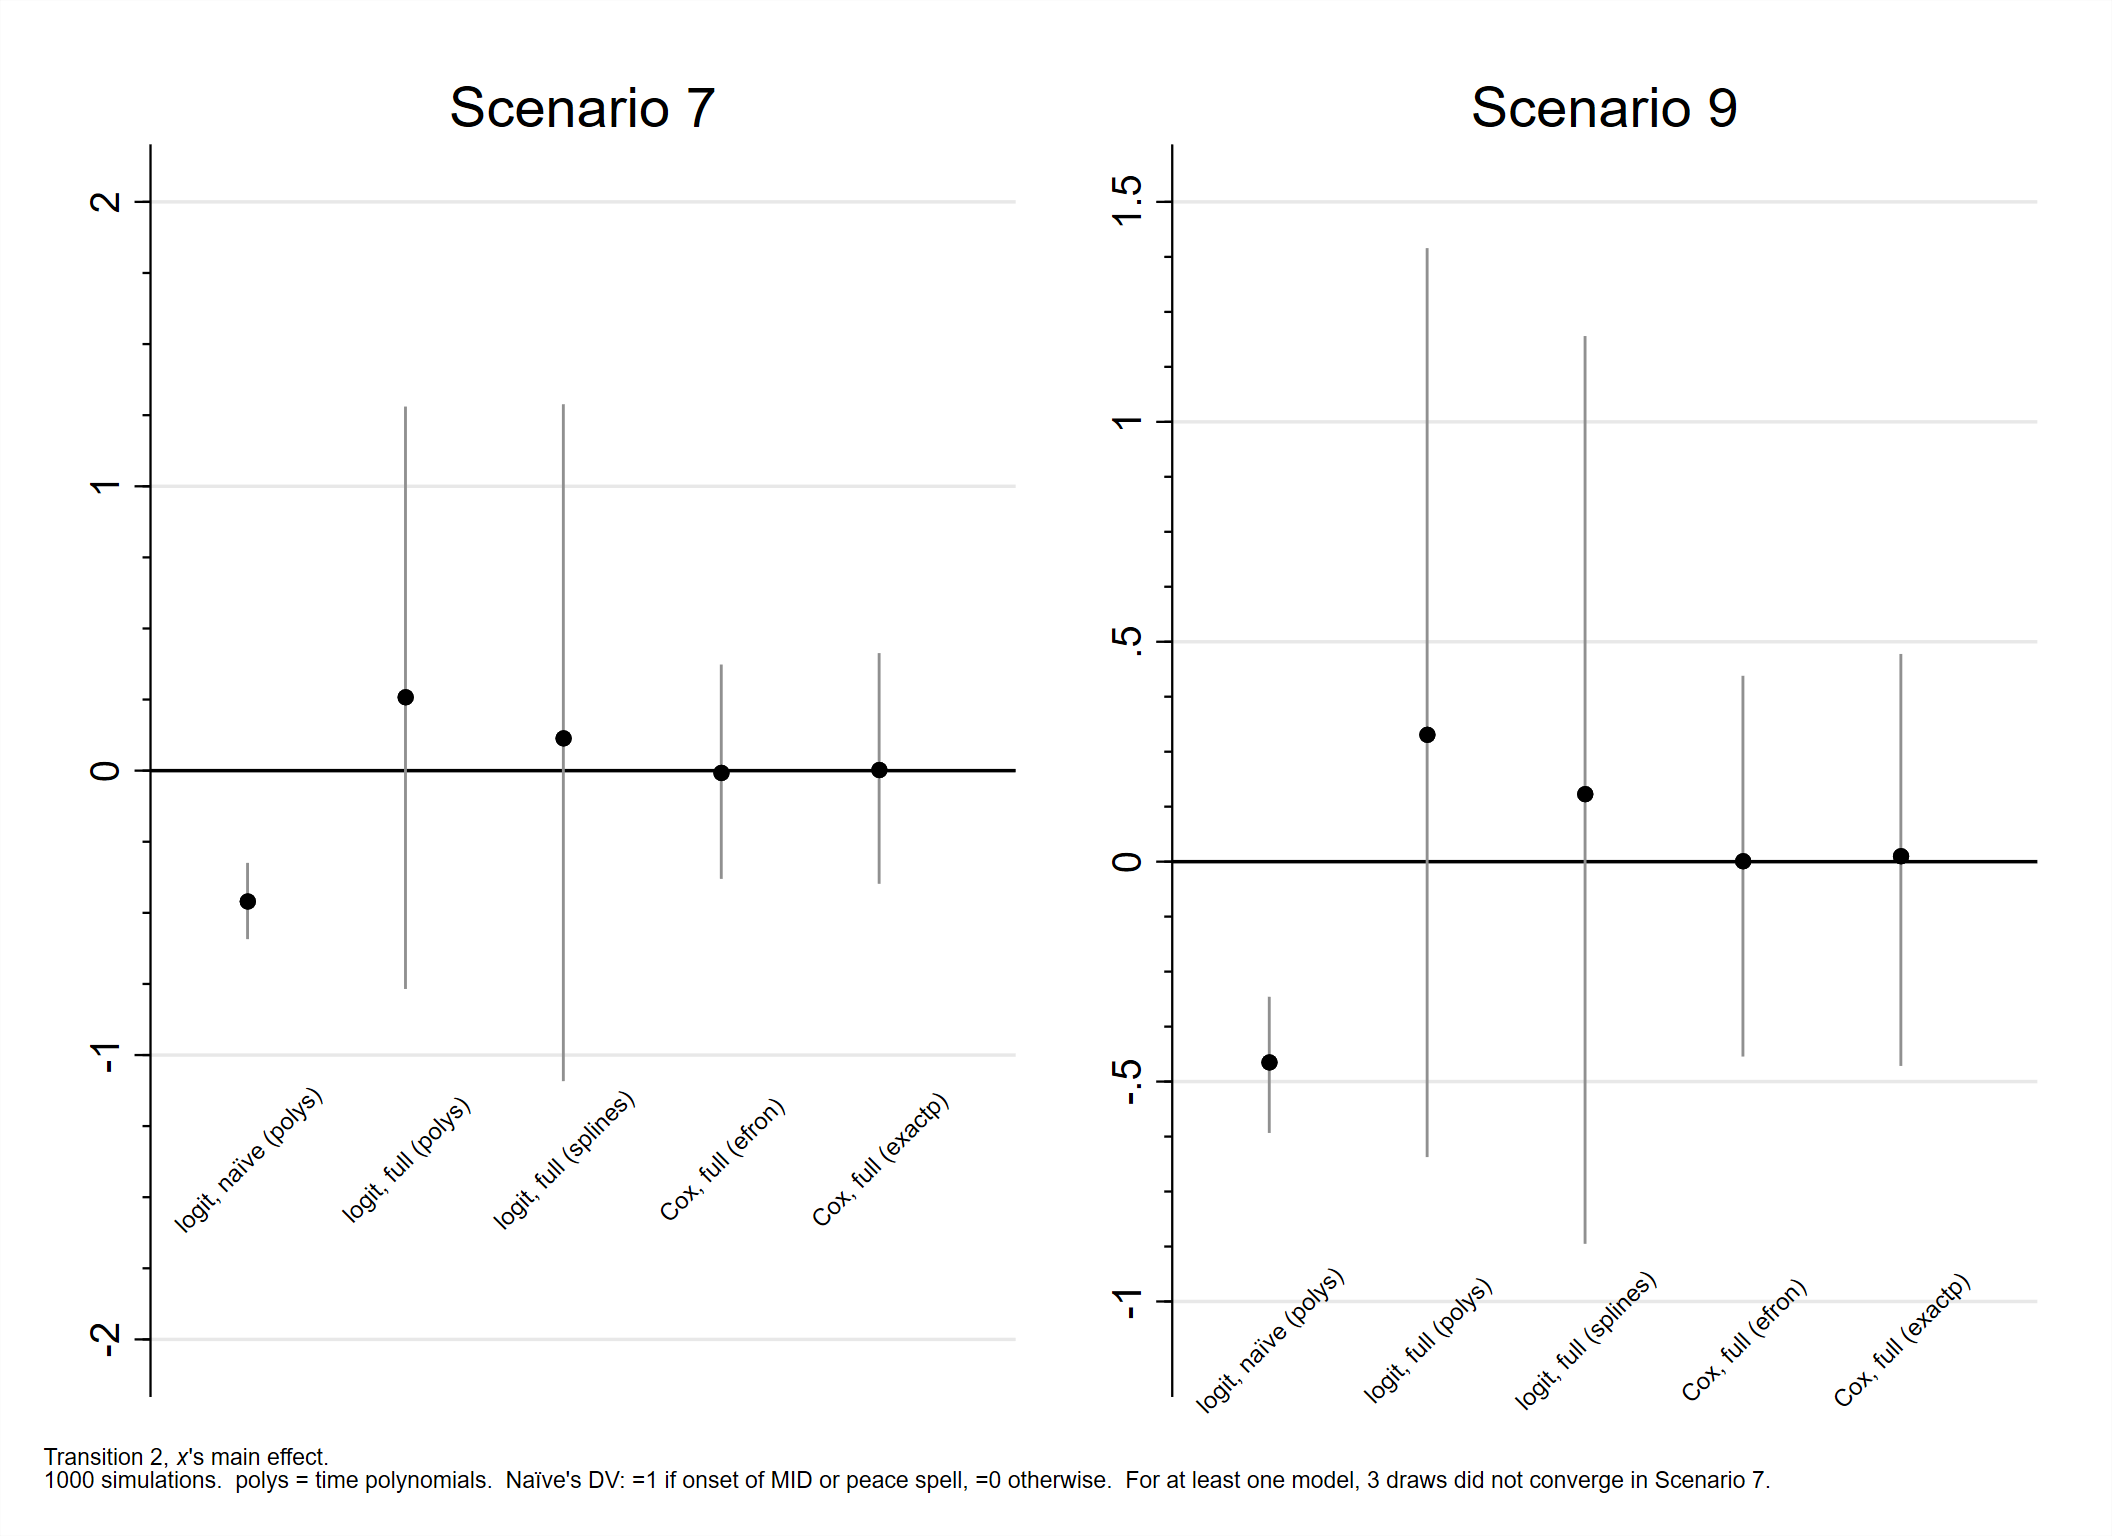 Scenario 7
2
1
0
-1
-2
logit, naïve (polys)
logit, full (polys)
logit, full (splines)
Cox, full (efron)
Cox, full (exactp)
Scenario 9
1.5
1
.5
0
-.5
-1
logit, naïve (polys)
logit, full (polys)
logit, full (splines)
Cox, full (efron)
Cox, full (exactp)
Transition 2, x's main effect.
1000 simulations.  polys = time polynomials.  Naïve's DV: =1 if onset of MID or peace spell, =0 otherwise.  For at least one model, 3 draws did not converge in Scenario 7.